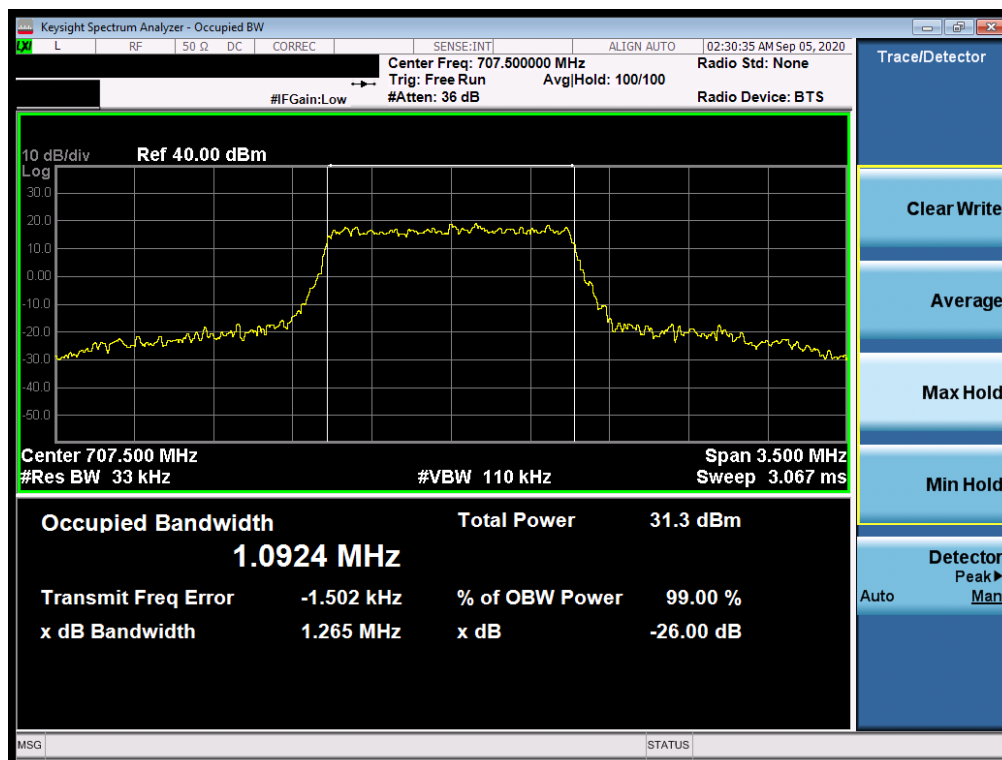 Keysight Spectrum Analyzer - Occupied BW
LXI L RF 50 Ω DC CORREC SENSE:INT ALIGN AUTO 02:30:35 AM Sep 05, 2020
Center Freq: 707.500000 MHz Radio Std: None
Trig: Free Run Avg|Hold: 100/100
#IFGain:Low #Atten: 36 dB Radio Device: BTS
10 dB/div Ref 40.00 dBm
Log
30.0
20.0
10.0
0.00
-10.0
-20.0
-30.0
-40.0
-50.0
Center 707.500 MHz Span 3.500 MHz
#Res BW 33 kHz #VBW 110 kHz Sweep 3.067 ms
Occupied Bandwidth Total Power 31.3 dBm
1.0924 MHz
Transmit Freq Error -1.502 kHz % of OBW Power 99.00 %
x dB Bandwidth 1.265 MHz x dB -26.00 dB
MSG STATUS
Trace/Detector
Clear Write
Average
Max Hold
Min Hold
Detector
Peak▶
Auto Man